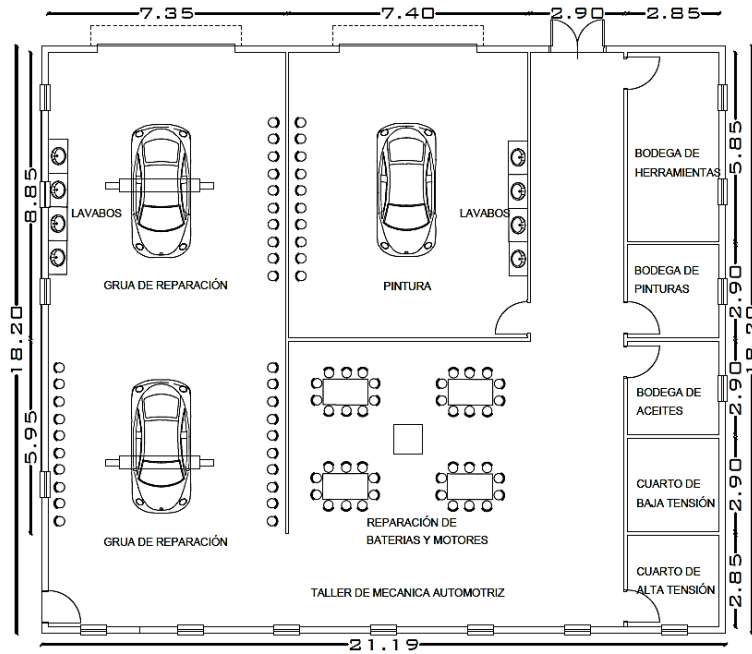 7.35
7.40
2.90
2.85
5.85
BODEGA DE
HERRAMIENTAS
8.85
LAVABOS
LAVABOS
GRUA DE REPARACIÓN
PINTURA
BODEGA DE
PINTURAS
2.90
18.20
18.20
2.90
BODEGA DE
ACEITES
5.95
CUARTO DE
BAJA TENSIÓN
2.90
REPARACIÓN DE
BATERIAS Y MOTORES
GRUA DE REPARACIÓN
CUARTO DE
ALTA TENSIÓN
2.85
TALLER DE MECANICA AUTOMOTRIZ
21.19